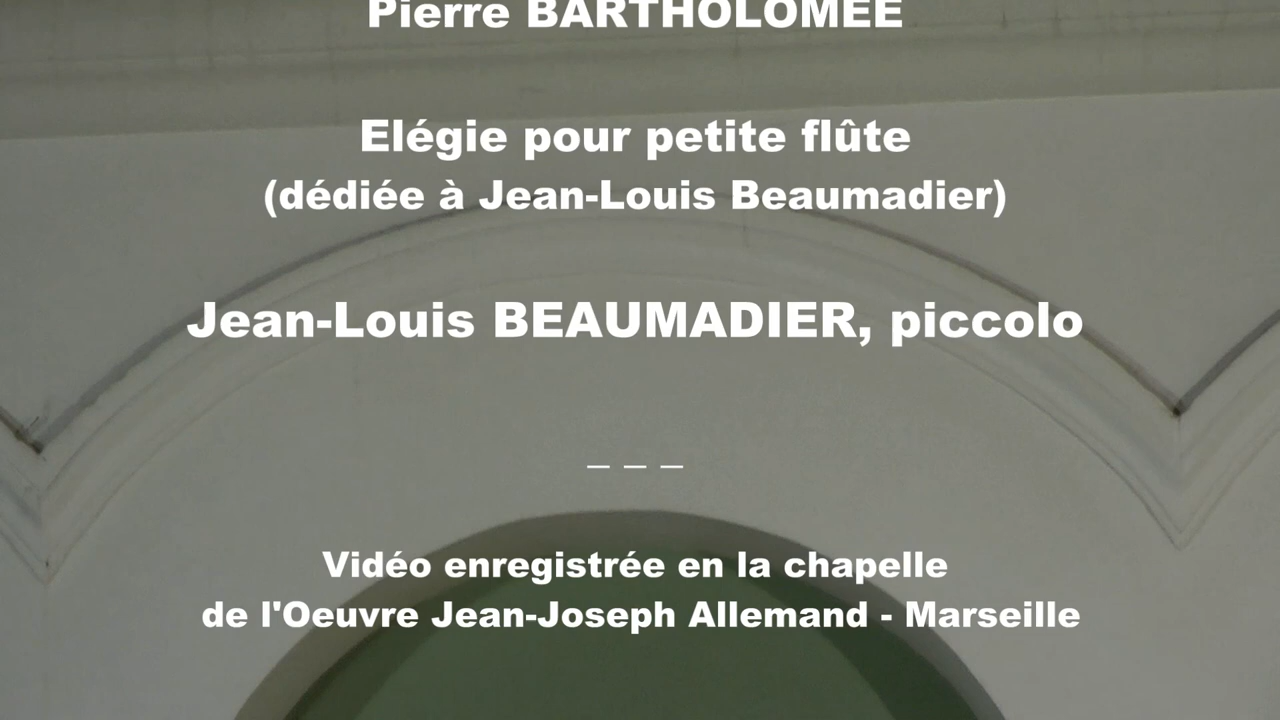 Pierre BARTHOLOMÉE
Elégie pour petite flûte
(dédiée à Jean-Louis Beaumadier)
Jean-Louis BEAUMADIER, piccolo
_ _ _
Vidéo enregistrée en la chapelle
de l'Oeuvre Jean-Joseph Allemand - Marseille